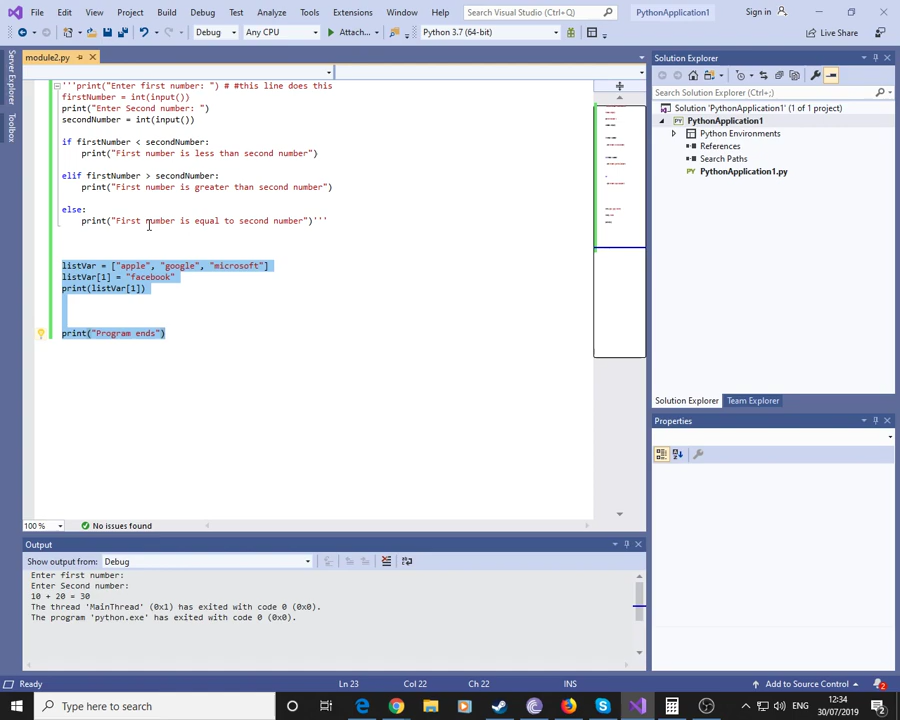 File Edit View Project Build Debug Test Analyze Tools Extensions Window Help Search Visual Studio (Ctrl+Q) PythonApplication1 Sign in
Debug Any CPU Attach... Python 3.7 (64-bit) Live Share
Server Explorer
Toolbox
module2.py
'''print("Enter first number: ") # #this line does this
firstNumber = int(input())
print("Enter Second number: ")
secondNumber = int(input())
if firstNumber < secondNumber:
print("First number is less than second number")
elif firstNumber > secondNumber:
print("First number is greater than second number")
else:
print("First number is equal to second number")'''
listVar = ["apple", "google", "microsoft"]
listVar[1] = "facebook"
print(listVar[1])
print("Program ends")
100 % No issues found
Output
Show output from: Debug
Enter first number:
Enter Second number:
10 + 20 = 30
The thread 'MainThread' (0x1) has exited with code 0 (0x0).
The program 'python.exe' has exited with code 0 (0x0).
Solution Explorer
Search Solution Explorer (Ctrl+;)
Solution 'PythonApplication1' (1 of 1 project)
PythonApplication1
Python Environments
References
Search Paths
PythonApplication1.py
Solution Explorer Team Explorer
Properties
Ready Ln 23 Col 22 Ch 22 INS Add to Source Control 2
Type here to search
12:34
30/07/2019
2